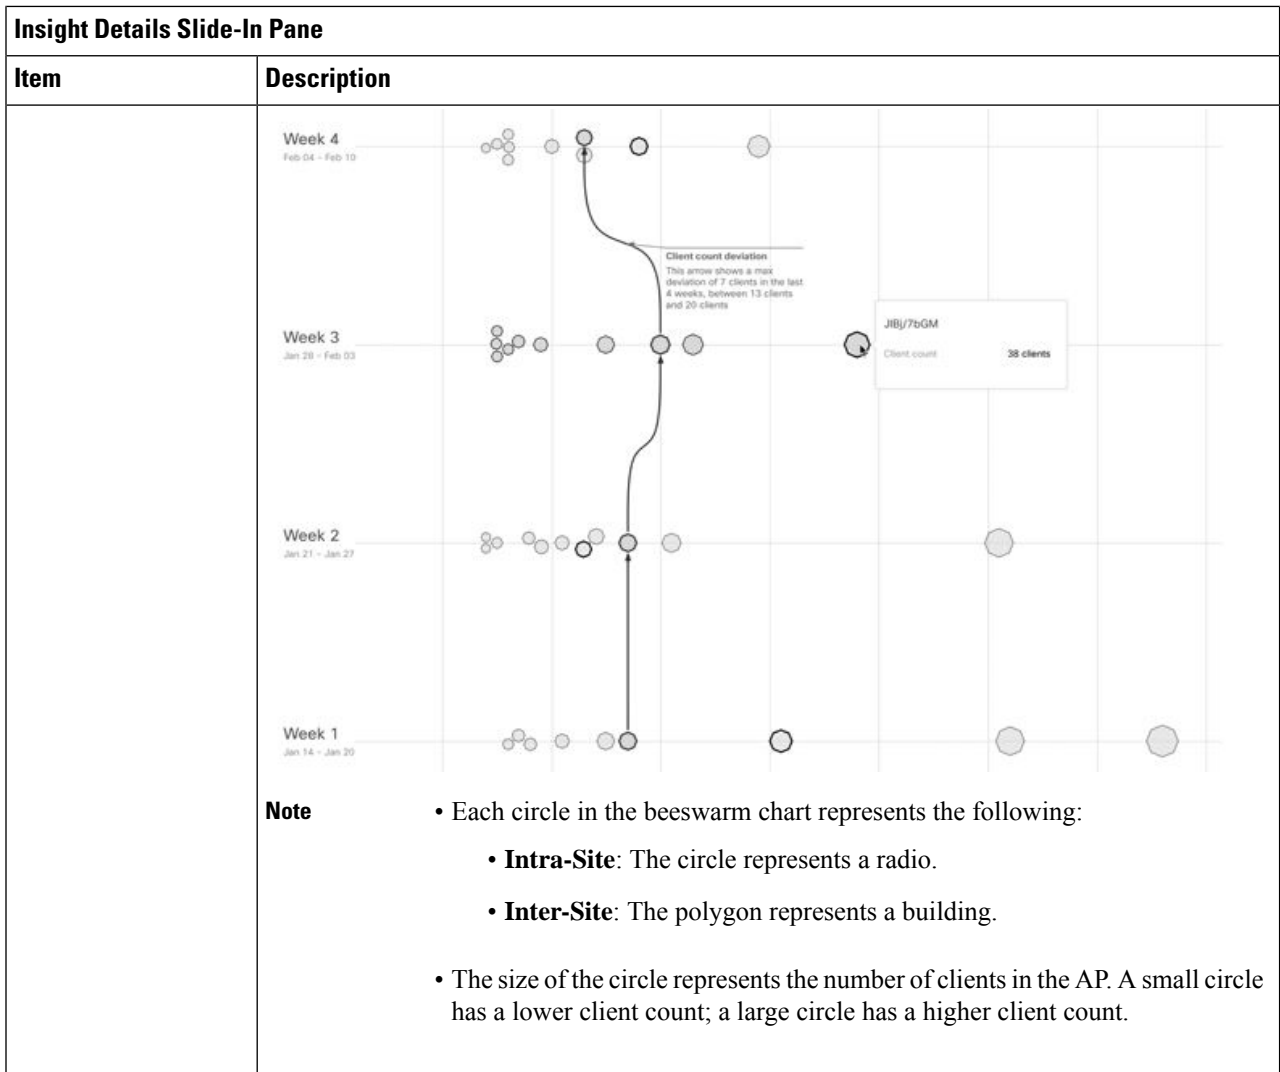 Insight Details Slide-In Pane
Item Description
Week 4
Feb 04 - Feb 10
Client count deviation
This arrow shows a max
deviation of 7 clients in the last
4 weeks, between 13 clients
and 20 clients
JIBj/7bGM
Week 3
Jan 28 - Feb 03
Client count 38 clients
Week 2
Jan 21 - Jan 27
Week 1
Jan 14 - Jan 20
Note • Each circle in the beeswarm chart represents the following:
• Intra-Site: The circle represents a radio.
• Inter-Site: The polygon represents a building.
• The size of the circle represents the number of clients in the AP. A small circle
has a lower client count; a large circle has a higher client count.